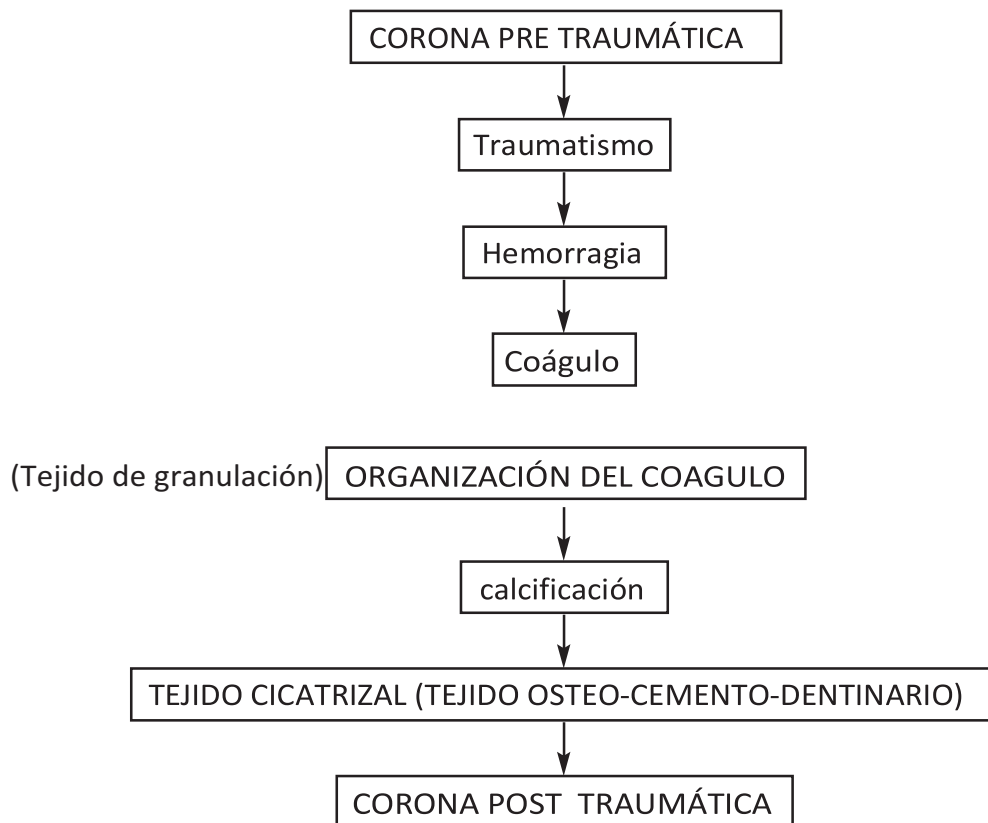 CORONA PRE TRAUMÁTICA
Traumatismo
Hemorragia
Coágulo
(Tejido de granulación) ORGANIZACIÓN DEL COAGULO
calcificación
TEJIDO CICATRIZAL (TEJIDO OSTEO-CEMENTO-DENTINARIO)
CORONA POST TRAUMÁTICA